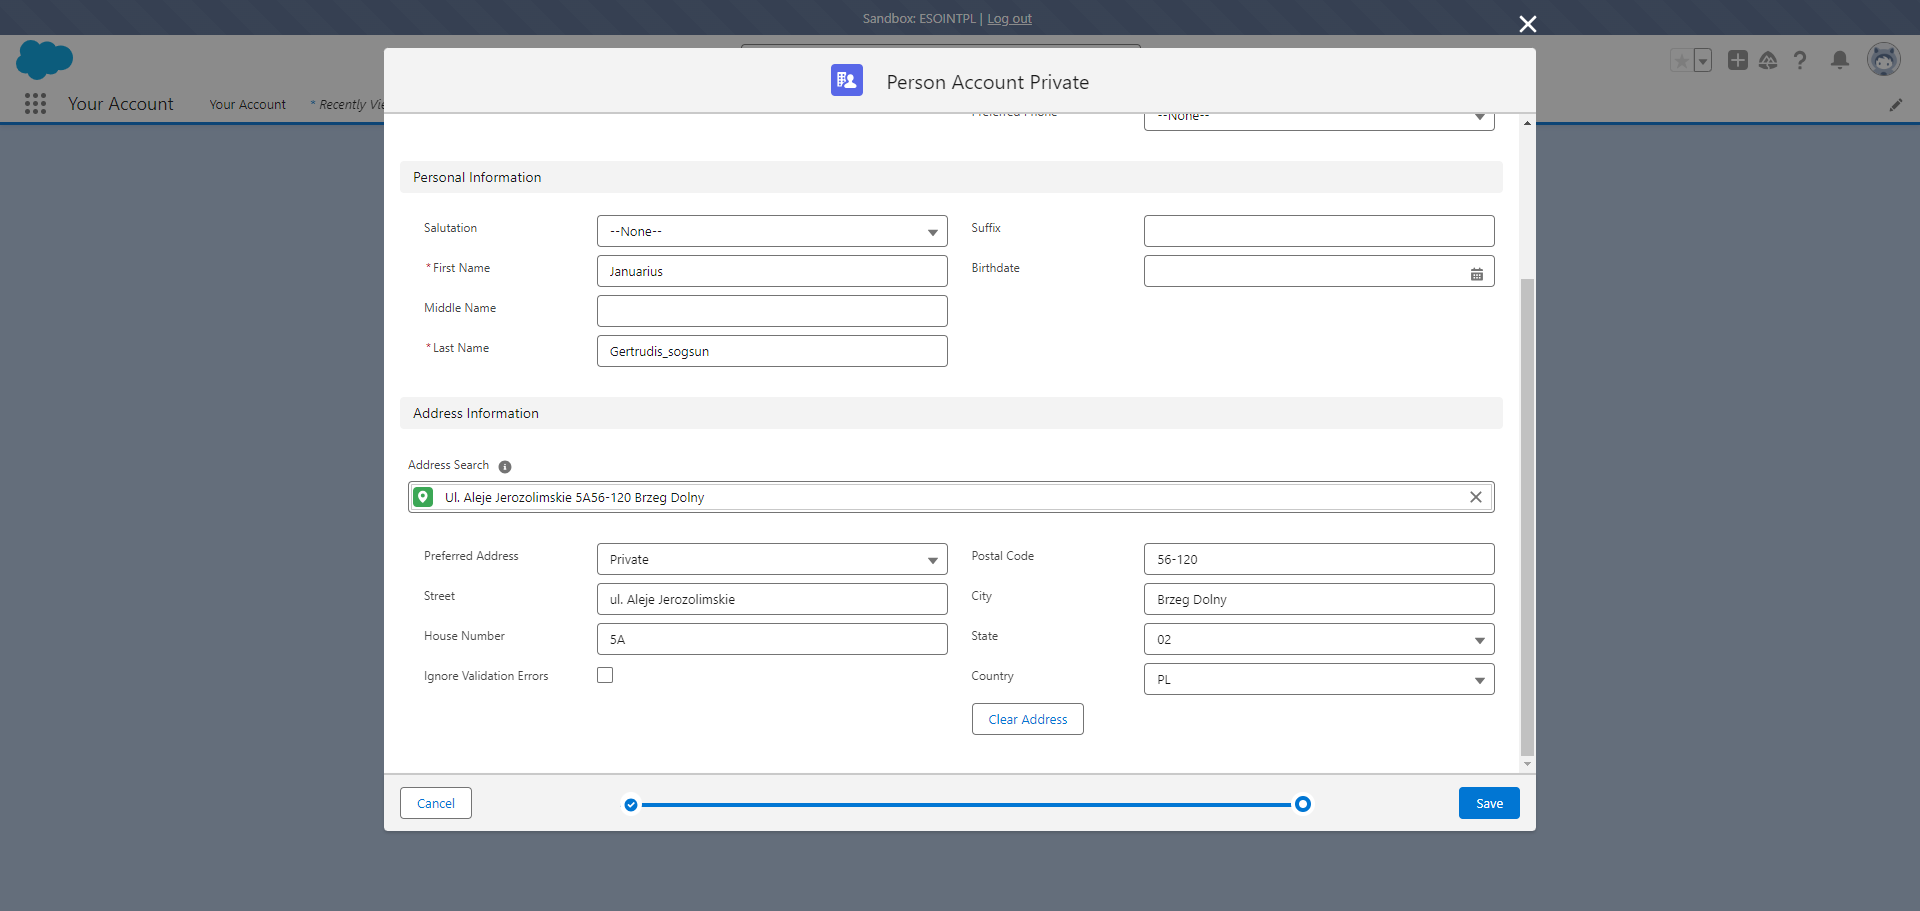 Sandbox: ESOINTPL | Log out
Person Account Private
Your Account
Your Account
* Recently Vie
Preferred Phone
--None--
Personal Information
Salutation
--None--
Suffix
*First Name
Januarius
Birthdate
Middle Name
*Last Name
Gertrudis_sogsun
Address Information
Address Search
Ul. Aleje Jerozolimskie 5A56-120 Brzeg Dolny
Preferred Address
Private
Postal Code
56-120
Street
ul. Aleje Jerozolimskie
City
Brzeg Dolny
House Number
5A
State
02
Ignore Validation Errors
Country
PL
Clear Address
Cancel
Save